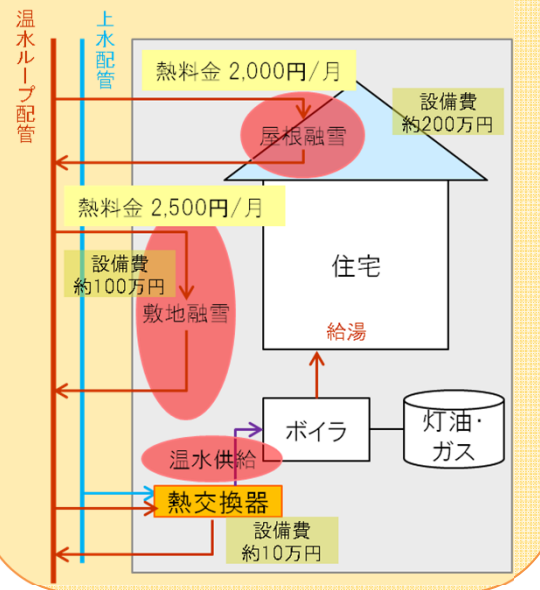 温水ループ配管
上水配管
熱料金 2,000円/月
設備費
約200万円
屋根融雪
熱料金 2,500円/月
設備費
約100万円
住宅
敷地融雪
給湯
ボイラ
灯油・
ガス
温水供給
熱交換器
設備費
約10万円